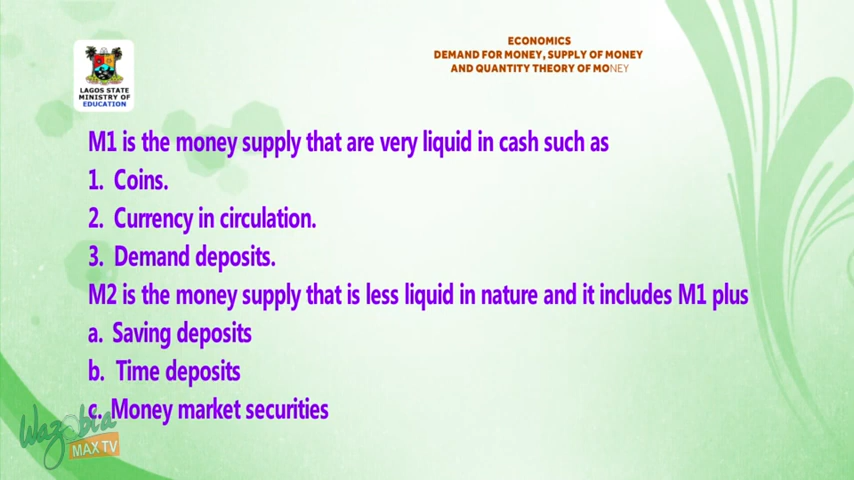 ECONOMICS
DEMAND FOR MONEY, SUPPLY OF MONEY
AND QUANTITY THEORY OF MONEY
LAGOS STATE
MINISTRY OF
EDUCATION
M1 is the money supply that are very liquid in cash such as
1. Coins.
2. Currency in circulation.
3. Demand deposits.
M2 is the money supply that is less liquid in nature and it includes M1 plus
a. Saving deposits
b. Time deposits
c. Money market securities
Wazobia
MAX TV